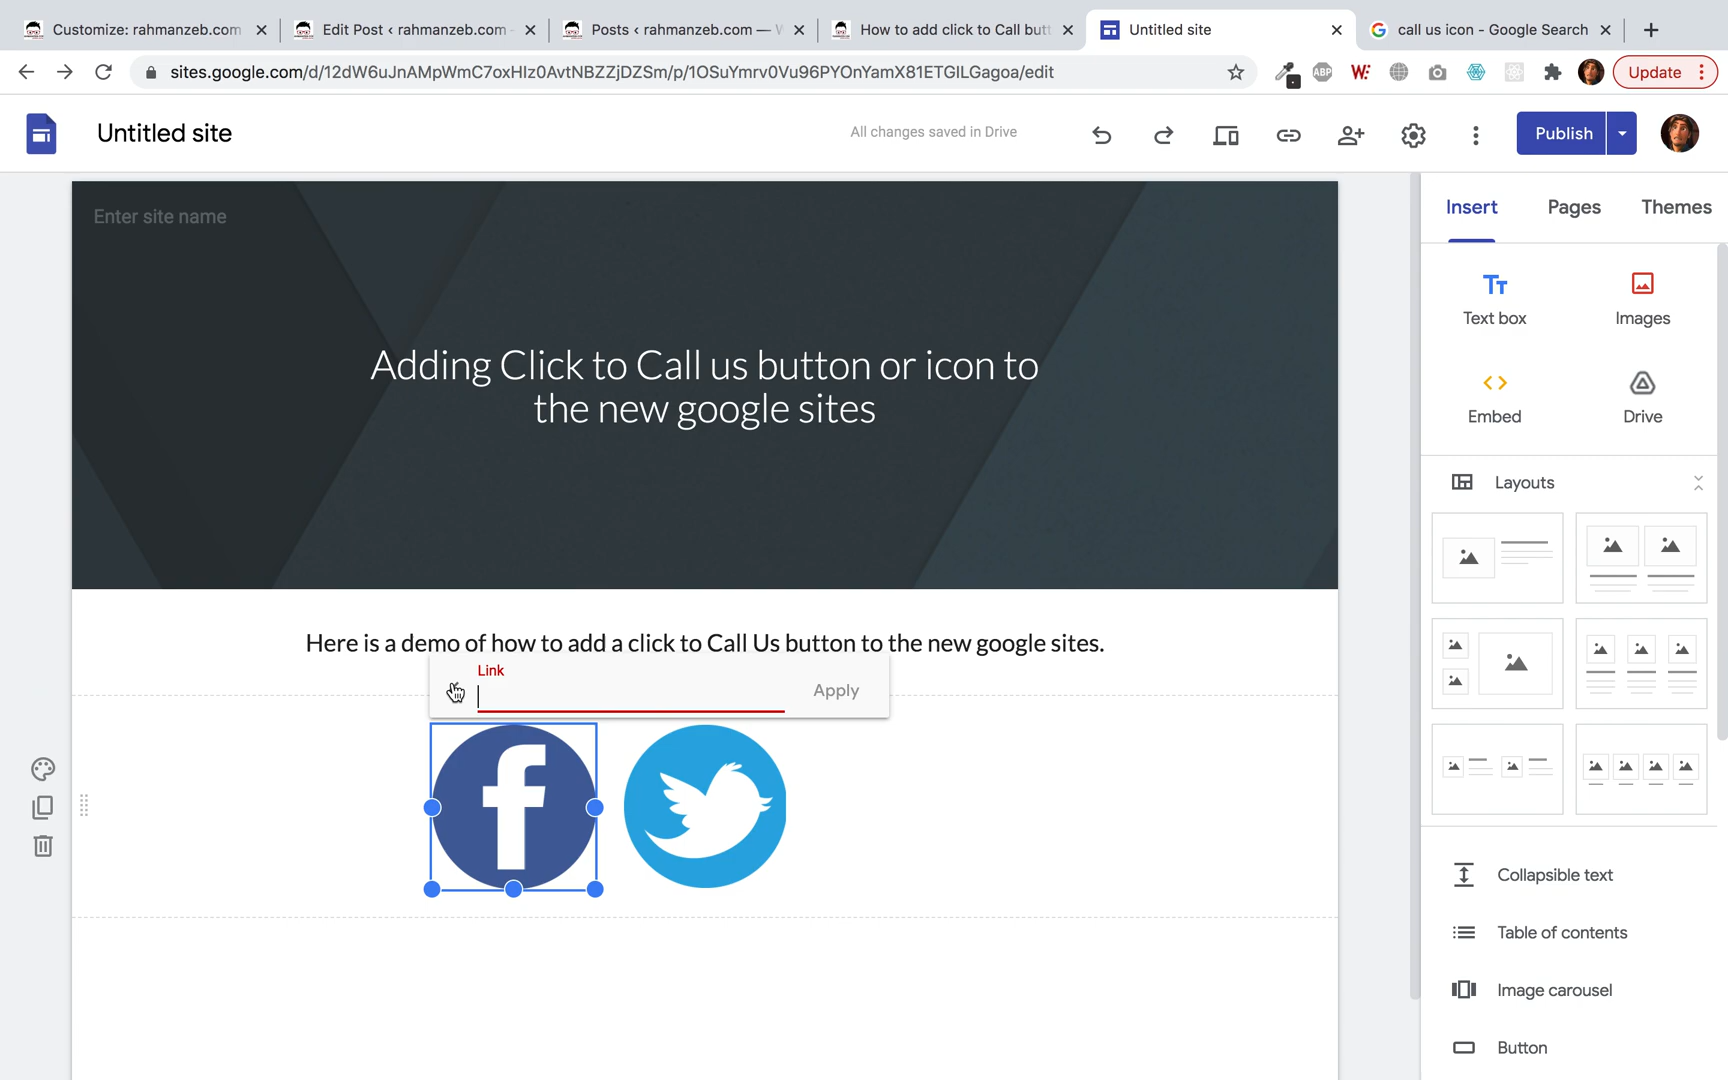 Customize: rahmanzeb.com
Edit Post ‹ rahmanzeb.com -
Posts ‹ rahmanzeb.com — W
How to add click to Call butt
Untitled site
call us icon - Google Search
sites.google.com/d/12dW6uJnAMpWmC7oxHIz0AvtNBZZjDZSm/p/1OSuYmrv0Vu96PYOnYamX81ETGILGagoa/edit
ABP
W:
Update
Untitled site
All changes saved in Drive
Publish
Enter site name
Insert
Pages
Themes
Adding Click to Call us button or icon to
the new google sites
Tт
Text box
Images
Embed
Drive
Layouts
Here is a demo of how to add a click to Call Us button to the new google sites.
Link
Apply
f
Collapsible text
Table of contents
Image carousel
Button